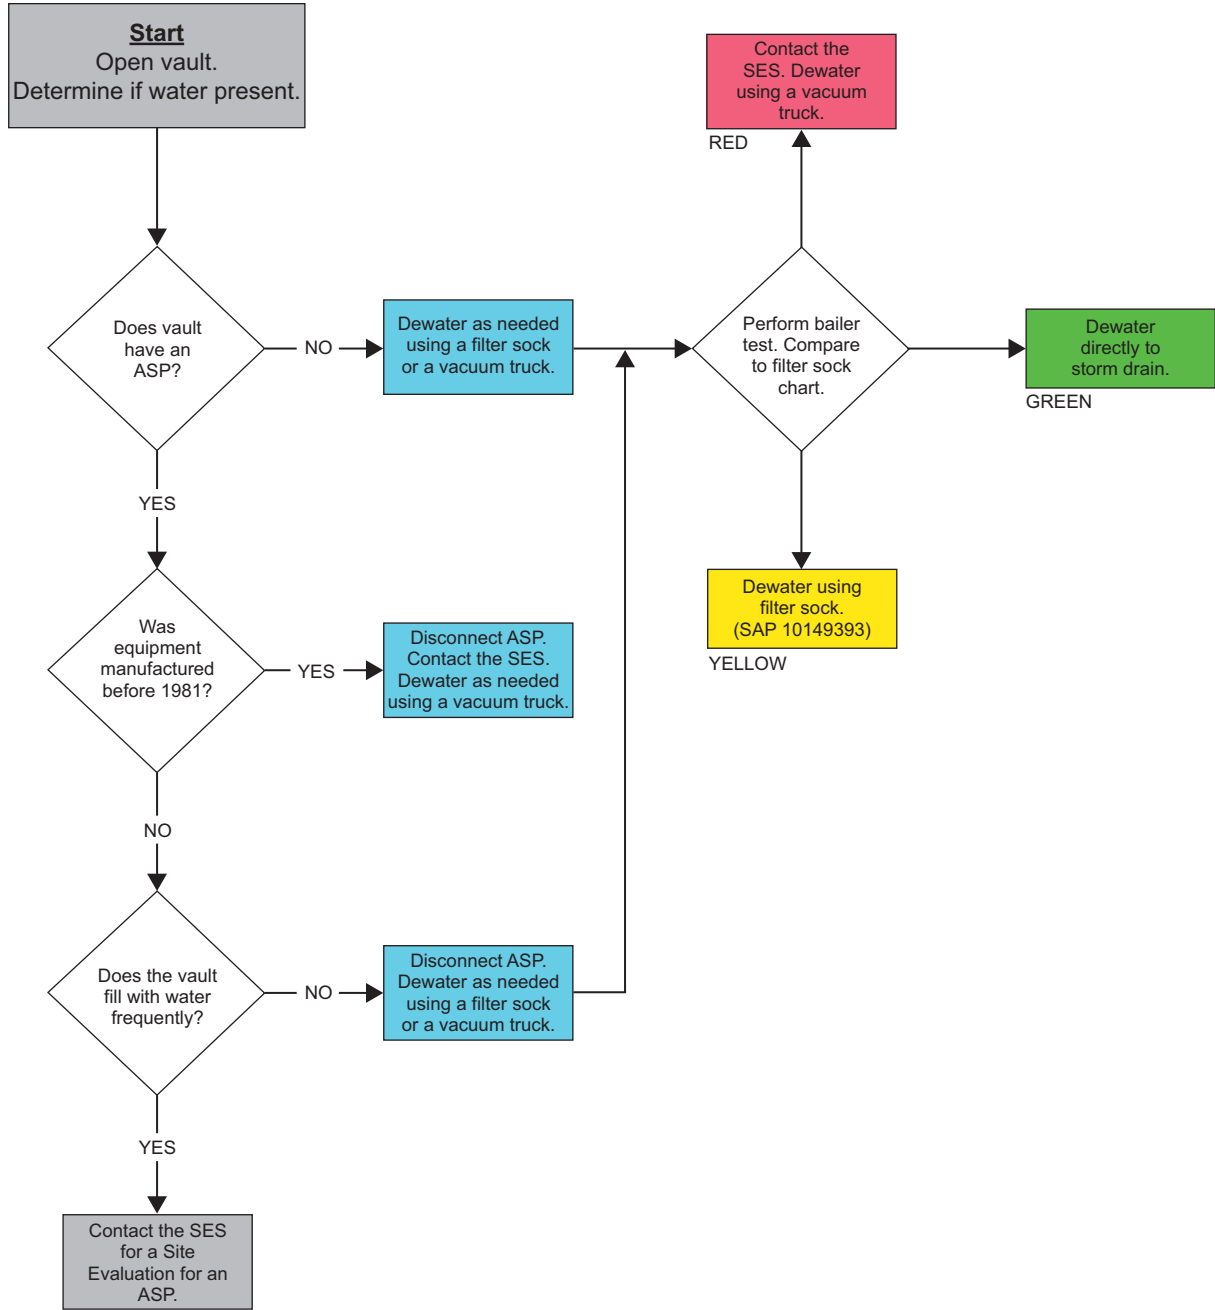 Start
Open vault.
Determine if water present.
Contact the
SES. Dewater
using a vacuum
truck.
RED
Does vault
have an
ASP?
NO
Dewater as needed
using a filter sock
or a vacuum truck.
Perform bailer
test. Compare
to filter sock
chart.
Dewater
directly to
storm drain.
GREEN
YES
Was
equipment
manufactured
before 1981?
YES
Disconnect ASP.
Contact the SES.
Dewater as needed
using a vacuum truck.
Dewater using
filter sock.
(SAP 10149393)
YELLOW
NO
Does the vault
fill with water
frequently?
NO
Disconnect ASP.
Dewater as needed
using a filter sock
or a vacuum truck.
YES
Contact the SES
for a Site
Evaluation for an
ASP.